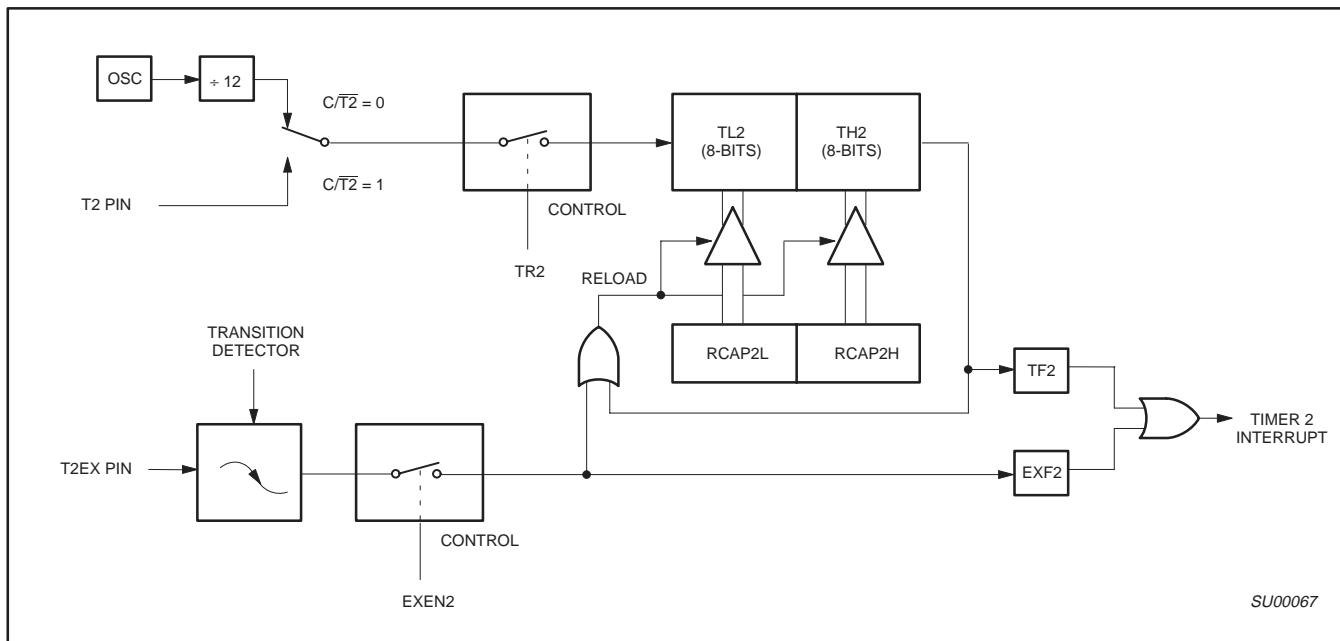 OSC
÷ 12
C/T2̅ = 0
TL2
(8-BITS)
TH2
(8-BITS)
C/T2̅ = 1
T2 PIN
CONTROL
TR2
RELOAD
TRANSITION
DETECTOR
RCAP2L
RCAP2H
TF2
TIMER 2
INTERRUPT
T2EX PIN
EXF2
CONTROL
EXEN2
SU00067